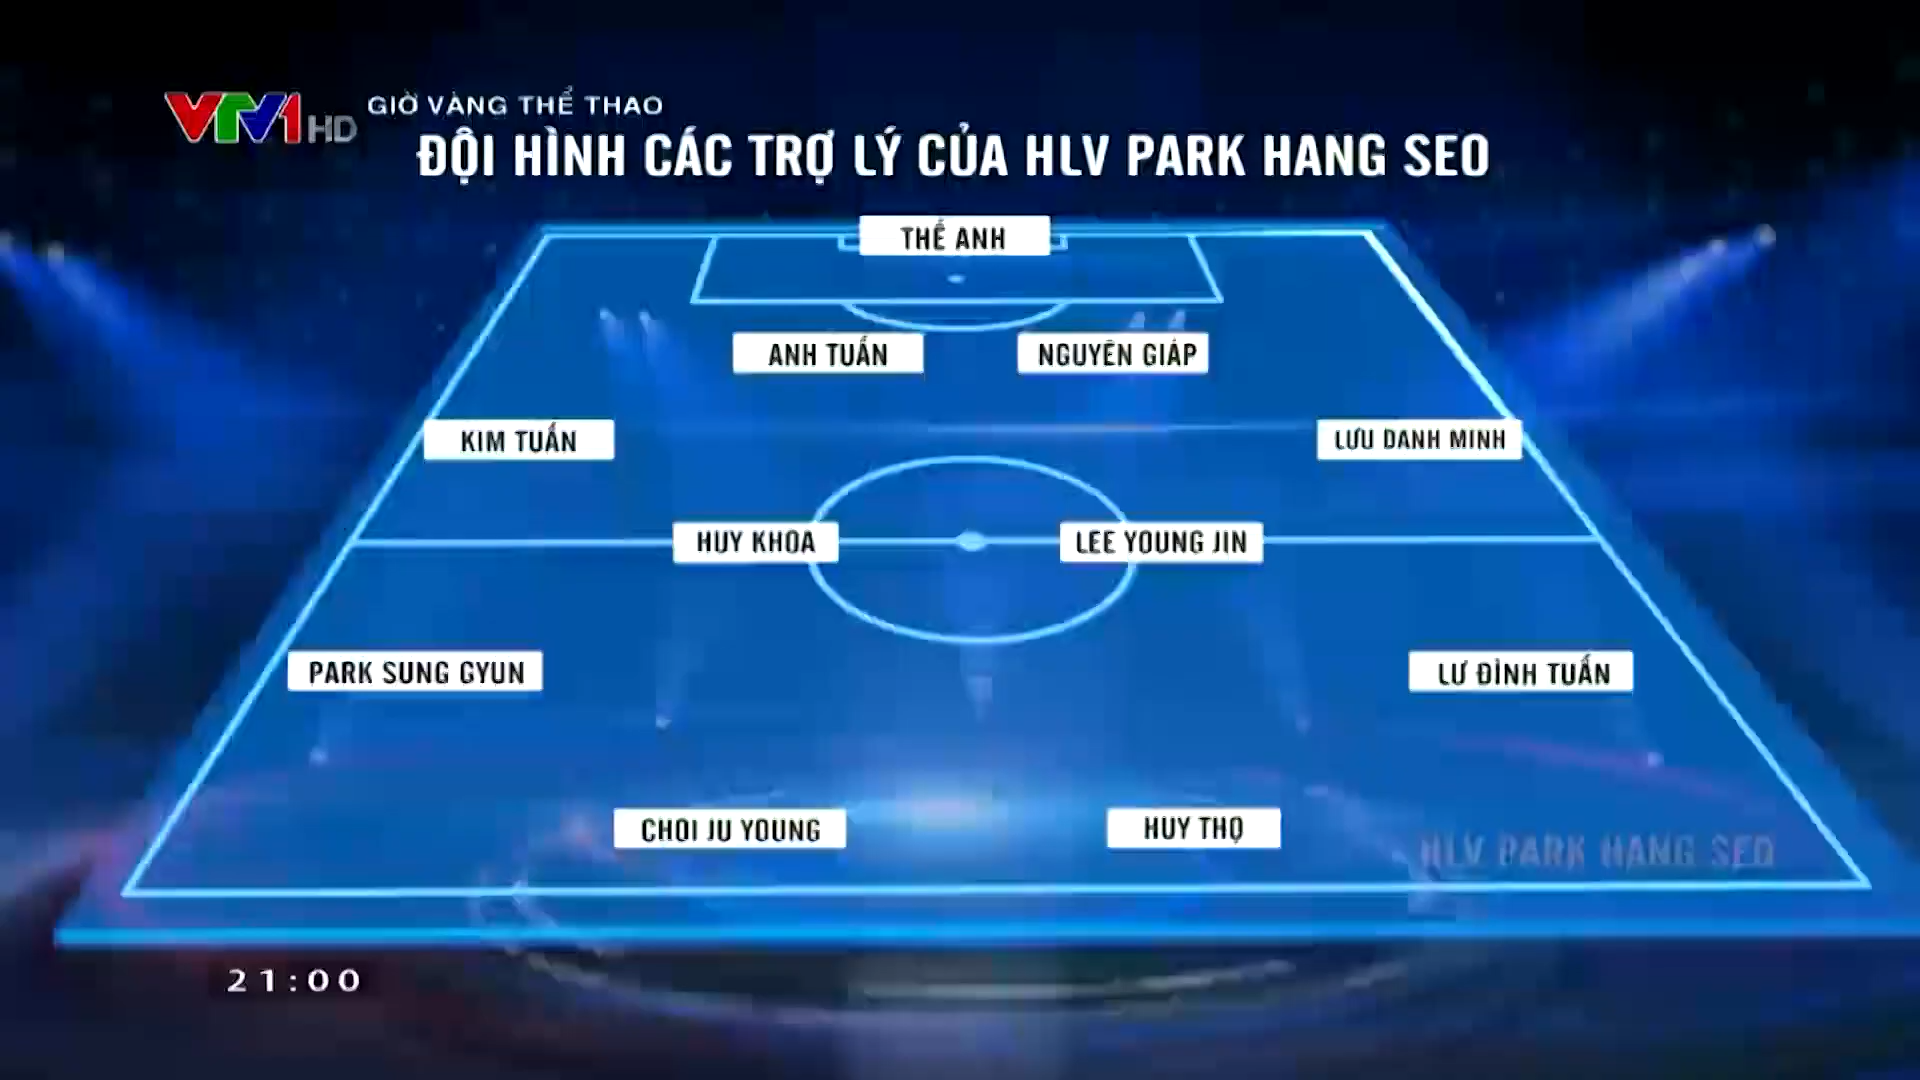 VTV1 HD
GIỜ VÀNG THỂ THAO
ĐỘI HÌNH CÁC TRỢ LÝ CỦA HLV PARK HANG SEO
THẾ ANH
ANH TUẤN
NGUYÊN GIÁP
KIM TUẤN
LƯU DANH MINH
HUY KHOA
LEE YOUNG JIN
PARK SUNG GYUN
LƯ ĐÌNH TUẤN
CHOI JU YOUNG
HUY THỌ
HLV PARK HANG SEO
21:00